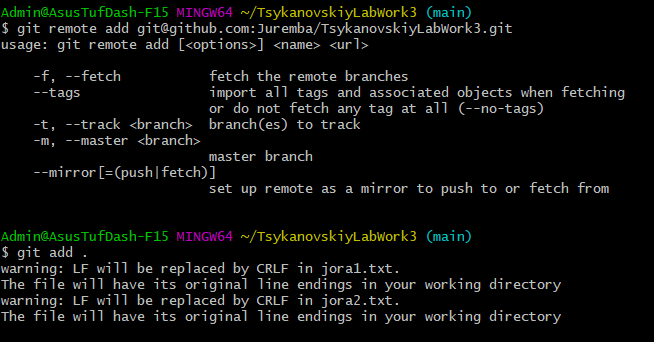 Admin@AsusTufDash-F15 MINGW64 ~/TsykanovskiyLabWork3 (main)
$ git remote add git@github.com:Juremba/TsykanovskiyLabWork3.git
usage: git remote add [<options>] <name> <url>
-f, --fetch fetch the remote branches
--tags import all tags and associated objects when fetching
or do not fetch any tag at all (--no-tags)
-t, --track <branch> branch(es) to track
-m, --master <branch>
master branch
--mirror[=(push|fetch)]
set up remote as a mirror to push to or fetch from
Admin@AsusTufDash-F15 MINGW64 ~/TsykanovskiyLabWork3 (main)
$ git add .
warning: LF will be replaced by CRLF in jora1.txt.
The file will have its original line endings in your working directory
warning: LF will be replaced by CRLF in jora2.txt.
The file will have its original line endings in your working directory